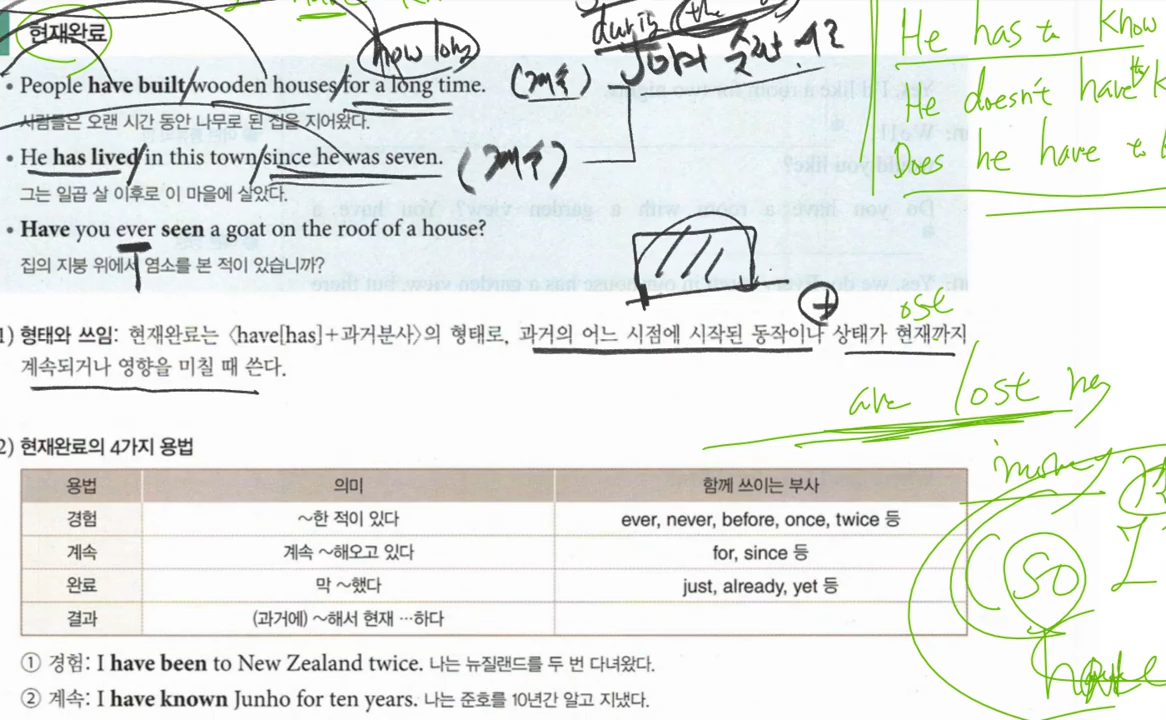 현재완료
how long
during the
He has to know
• People have built/wooden houses/for a long time. (계속)
사람들은 오랜 시간 동안 나무로 된 집을 지어왔다.
He doesn't have
• He has lived/in this town/since he was seven. (계속)
Does he have to
그는 일곱 살 이후로 이 마을에 살았다.
Do you have a room with a garden view? You have a
• Have you ever seen a goat on the roof of a house?
집의 지붕 위에서 염소를 본 적이 있습니까?
ose
1) 형태와 쓰임: 현재완료는 〈have[has]+과거분사〉의 형태로, 과거의 어느 시점에 시작된 동작이나 상태가 현재까지
계속되거나 영향을 미칠 때 쓴다.
ave lost
2) 현재완료의 4가지 용법
money
용법 의미 함께 쓰이는 부사
경험 ~한 적이 있다 ever, never, before, once, twice 등
계속 계속 ~해오고 있다 for, since 등
완료 막 ~했다 just, already, yet 등
결과 (과거에) ~해서 현재 …하다
(so I
① 경험: I have been to New Zealand twice. 나는 뉴질랜드를 두 번 다녀왔다.
② 계속: I have known Junho for ten years. 나는 준호를 10년간 알고 지냈다.